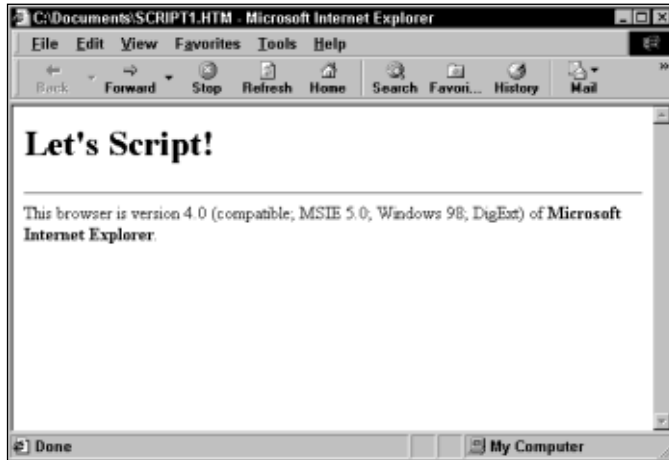 C:\Documents\SCRIPT1.HTM - Microsoft Internet Explorer
File Edit View Favorites Tools Help
Back Forward Stop Refresh Home Search Favori... History Mail »
Let's Script!
This browser is version 4.0 (compatible; MSIE 5.0; Windows 98; DigExt) of Microsoft
Internet Explorer.
Done My Computer